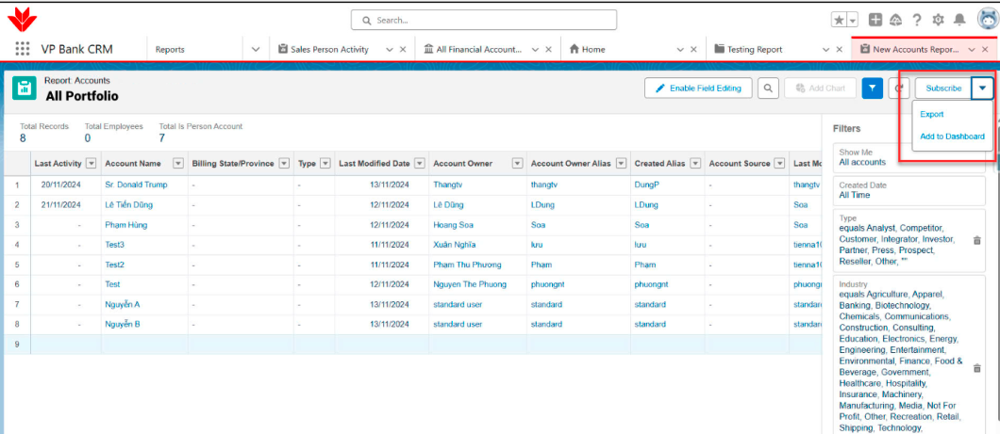 Search...
VP Bank CRM
Reports
Sales Person Activity
All Financial Account...
Home
Testing Report
New Accounts Repor...
Report: Accounts
All Portfolio
Enable Field Editing
Add Chart
Subscribe
Export
Add to Dashboard
Total Records Total Employees Total Is Person Account
8 0 7
Last Activity Account Name Billing State/Province Type Last Modified Date Account Owner Account Owner Alias Created Alias Account Source Last Mo
1 20/11/2024 Sr. Donald Trump - - 13/11/2024 Thangtv thangtv DungP - thangtv
2 21/11/2024 Lê Tiến Dũng - - 12/11/2024 Lê Dũng LDung LDung - Soa
3 - Phạm Hùng - - 12/11/2024 Hoang Soa Soa Soa - Soa
4 - Test3 - - 11/11/2024 Xuân Nghĩa lưu lưu - tienna10
5 - Test2 - - 11/11/2024 Phạm Thu Phương Phạm Phạm - tienna10
6 - Test - - 12/11/2024 Nguyen The Phuong phuongnt phuongnt - phuong
7 - Nguyễn A - - 13/11/2024 standard user standard standard - standar
8 - Nguyễn B - - 13/11/2024 standard user standard standard - standar
9
Filters
Show Me
All accounts
Created Date
All Time
Type
equals Analyst, Competitor,
Customer, Integrator, Investor,
Partner, Press, Prospect,
Reseller, Other, ""
Industry
equals Agriculture, Apparel,
Banking, Biotechnology,
Chemicals, Communications,
Construction, Consulting,
Education, Electronics, Energy,
Engineering, Entertainment,
Environmental, Finance, Food &
Beverage, Government,
Healthcare, Hospitality,
Insurance, Machinery,
Manufacturing, Media, Not For
Profit, Other, Recreation, Retail,
Shipping, Technology,